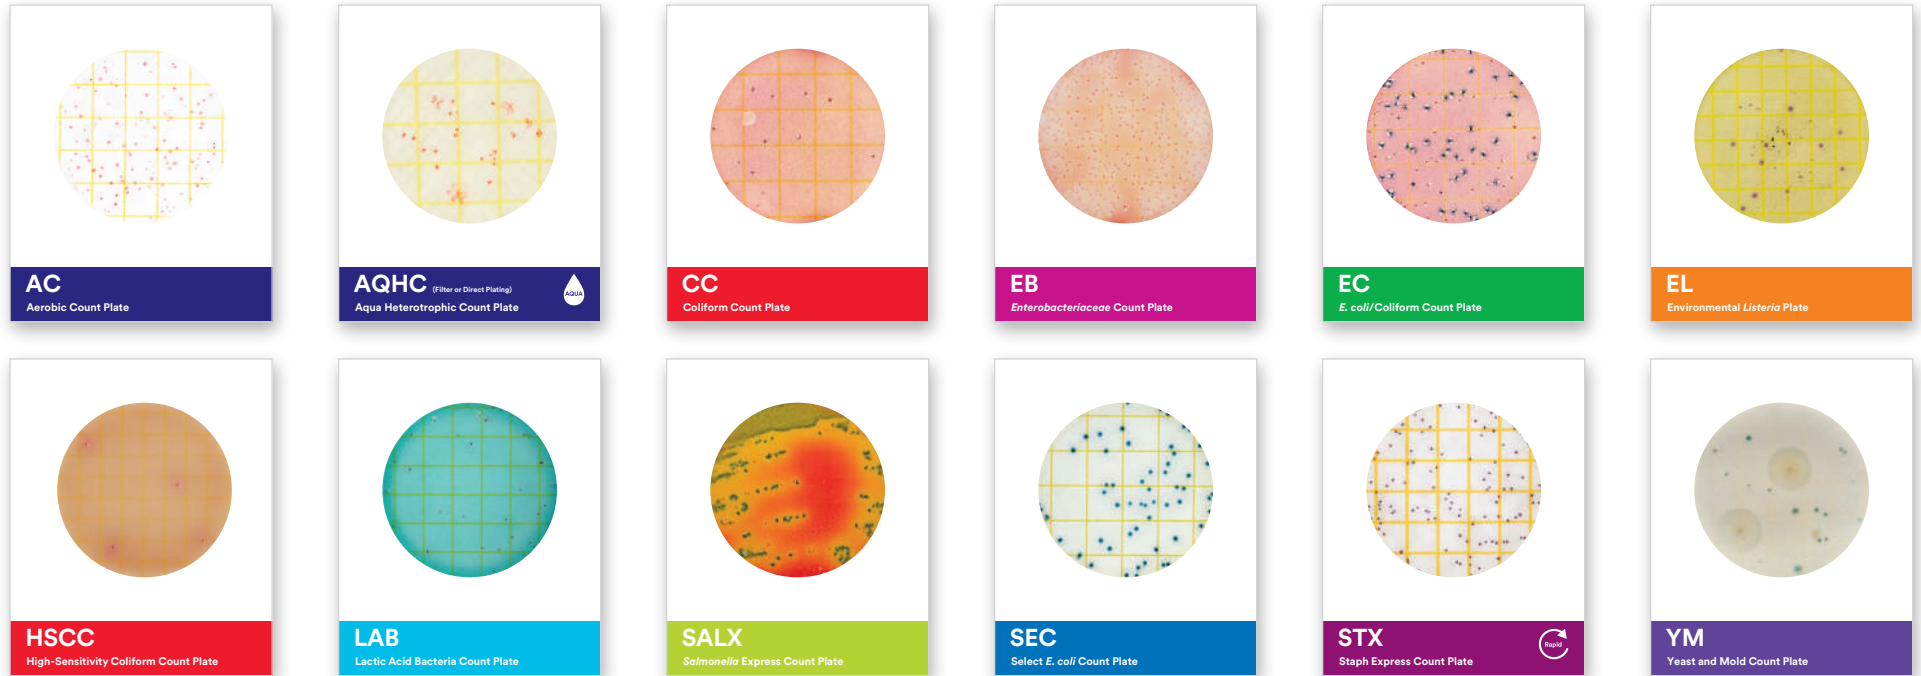 AC
Aerobic Count Plate
AQHC (Filter or Direct Plating)
Aqua Heterotrophic Count Plate
AQUA
CC
Coliform Count Plate
EB
Enterobacteriaceae Count Plate
EC
E. coli/Coliform Count Plate
EL
Environmental Listeria Plate
HSCC
High-Sensitivity Coliform Count Plate
LAB
Lactic Acid Bacteria Count Plate
SALX
Salmonella Express Count Plate
SEC
Select E. coli Count Plate
STX
Staph Express Count Plate
Rapid
YM
Yeast and Mold Count Plate